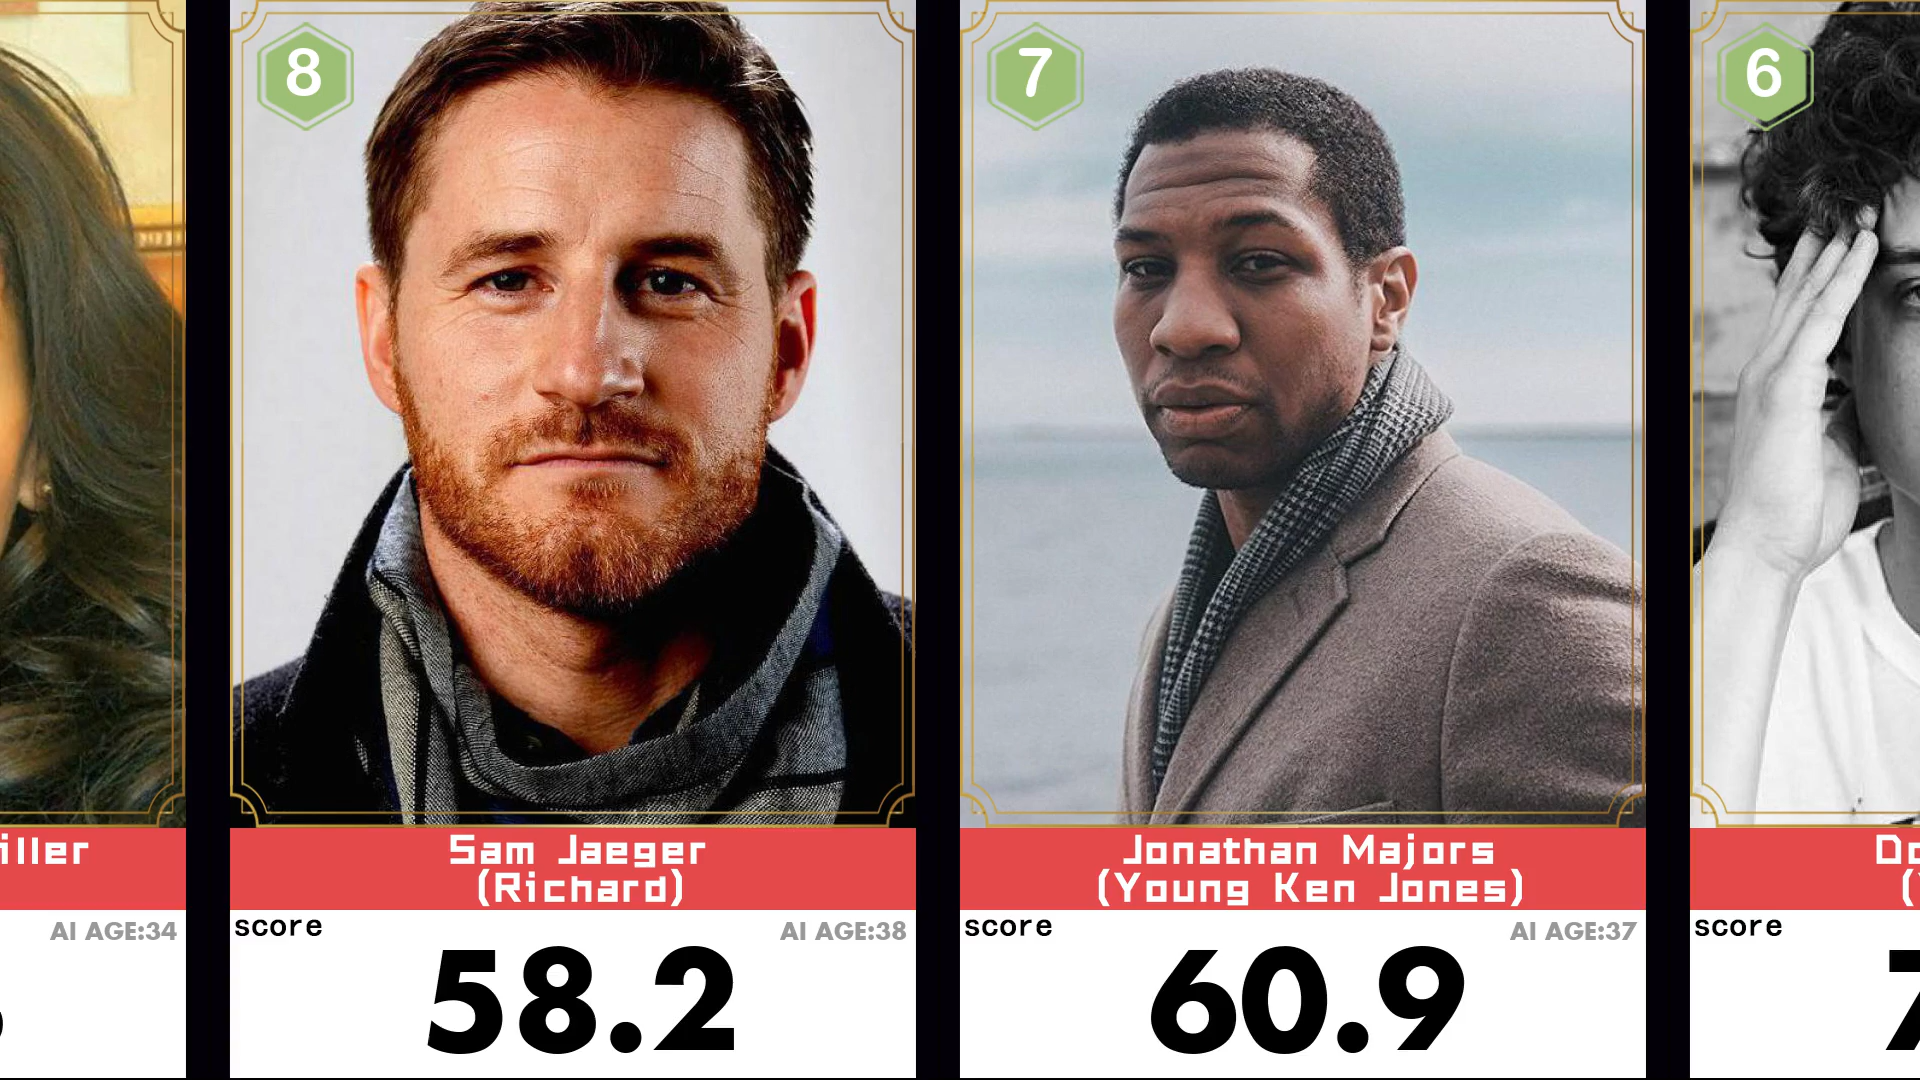 8
7
6
iller
Sam Jaeger
(Richard)
Jonathan Majors
(Young Ken Jones)
AI AGE:34
score
AI AGE:38
score
AI AGE:37
score
58.2
60.9
7